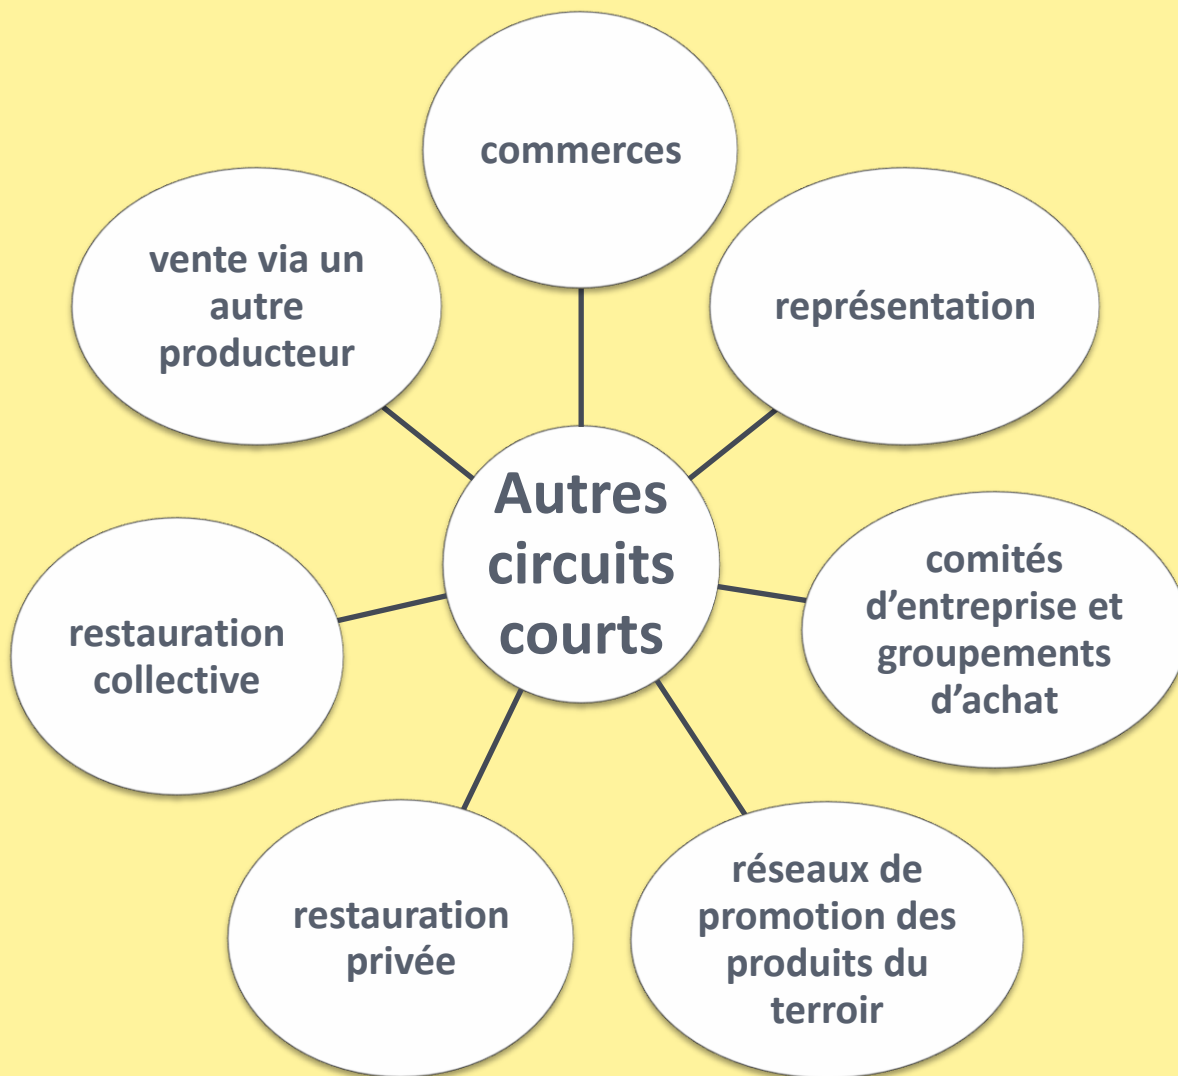 commerces
représentation
comités
d’entreprise et
groupements
d’achat
réseaux de
promotion des
produits du
terroir
restauration
privée
restauration
collective
vente via un
autre
producteur
Autres
circuits
courts